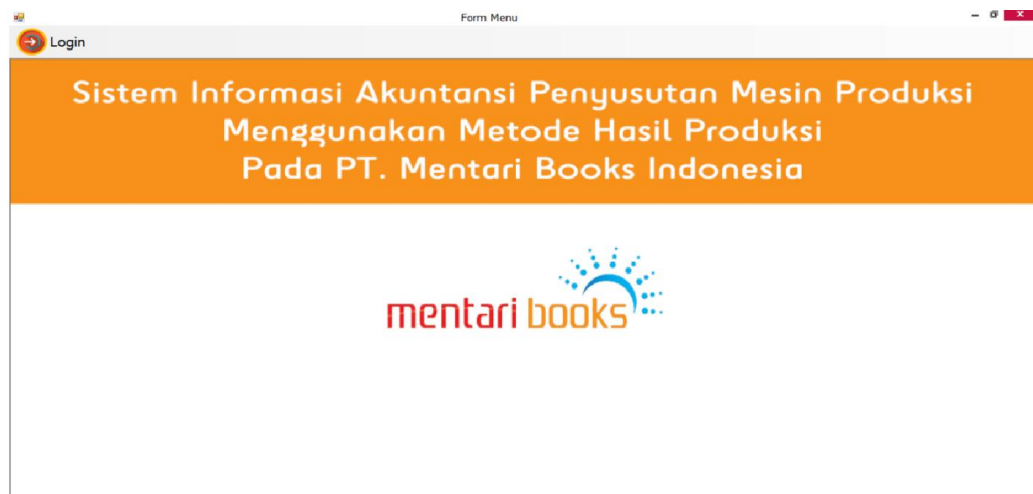 Form Menu
Login
Sistem Informasi Akuntansi Penyusutan Mesin Produksi
Menggunakan Metode Hasil Produksi
Pada PT. Mentari Books Indonesia
mentari books